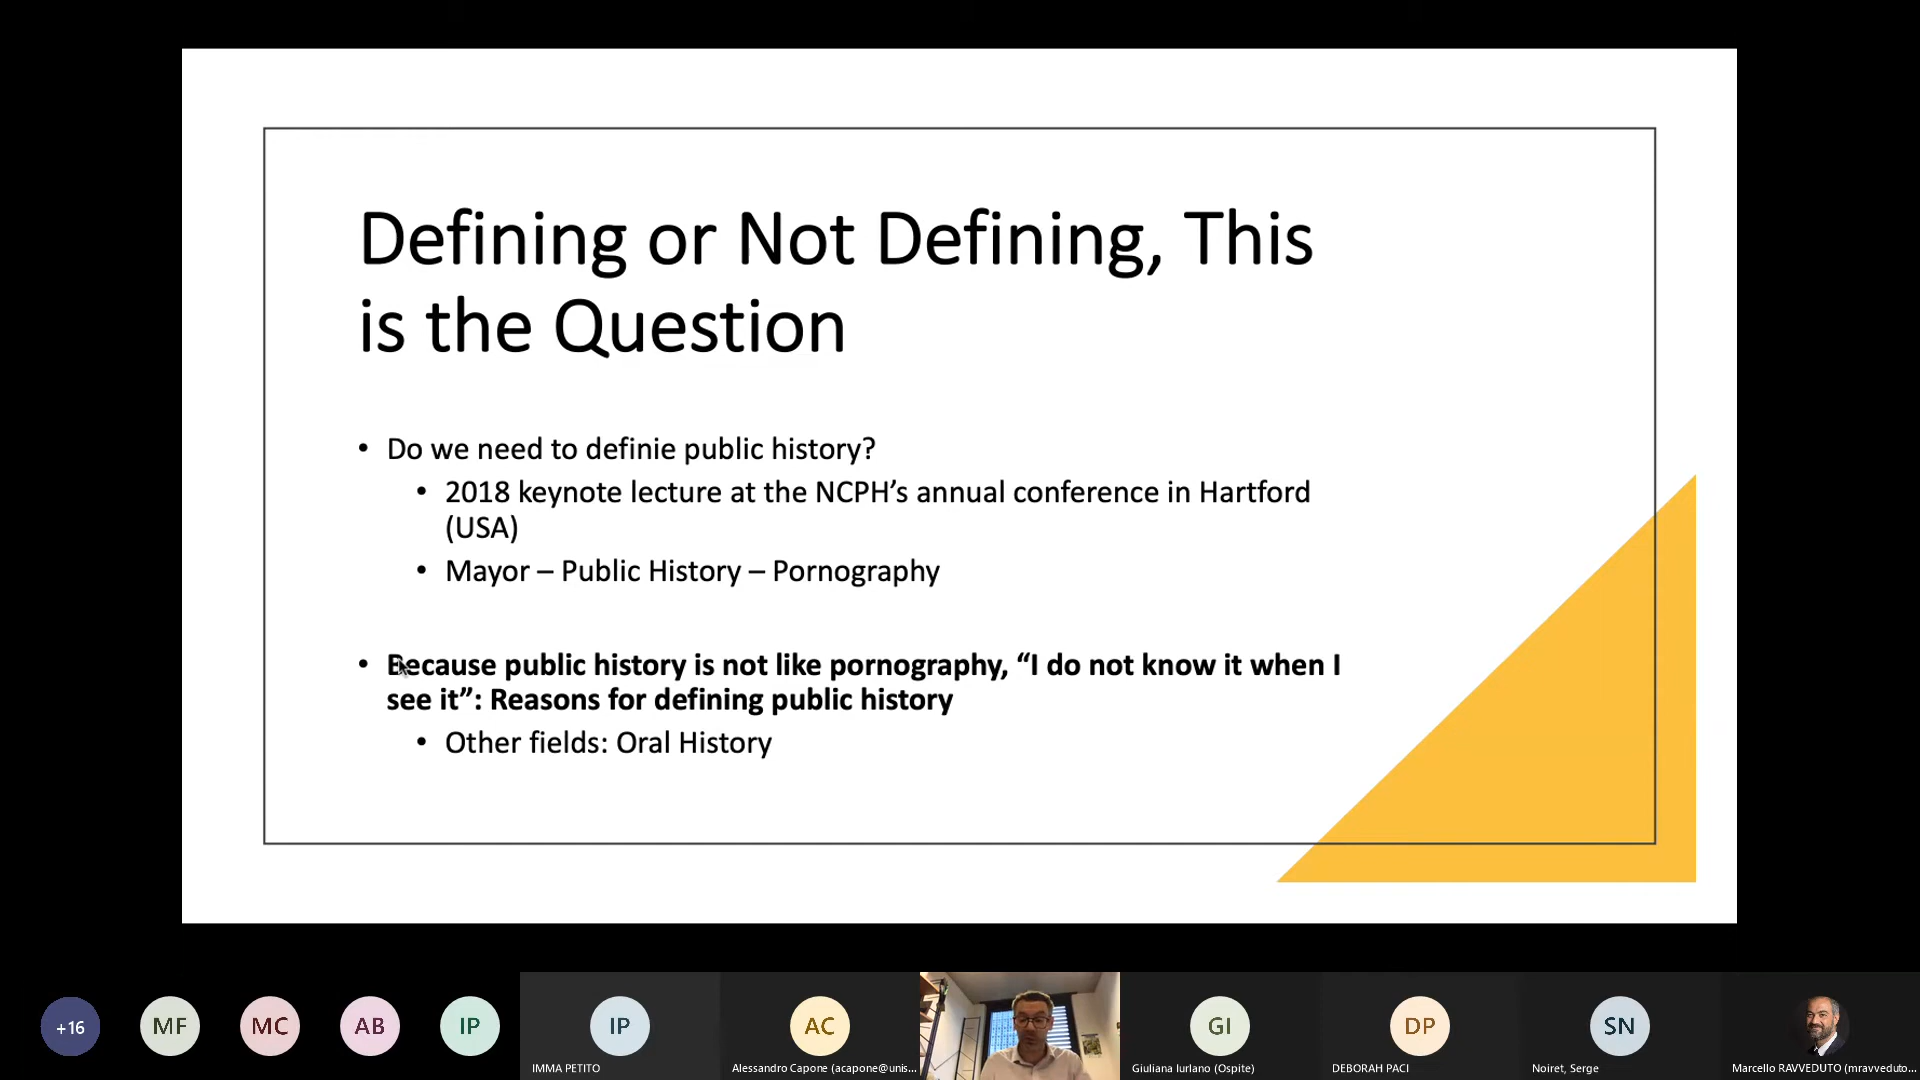 Defining or Not Defining, This
is the Question
• Do we need to definie public history?
• 2018 keynote lecture at the NCPH’s annual conference in Hartford
(USA)
• Mayor – Public History – Pornography
• Because public history is not like pornography, “I do not know it when I
see it”: Reasons for defining public history
• Other fields: Oral History
+16
MF
MC
AB
IP
IP
AC
GI
DP
SN
IMMA PETITO
Alessandro Capone (acapone@unis...
Giuliana Iurlano (Ospite)
DEBORAH PACI
Noiret, Serge
Marcello RAVVEDUTO (mravveduto...